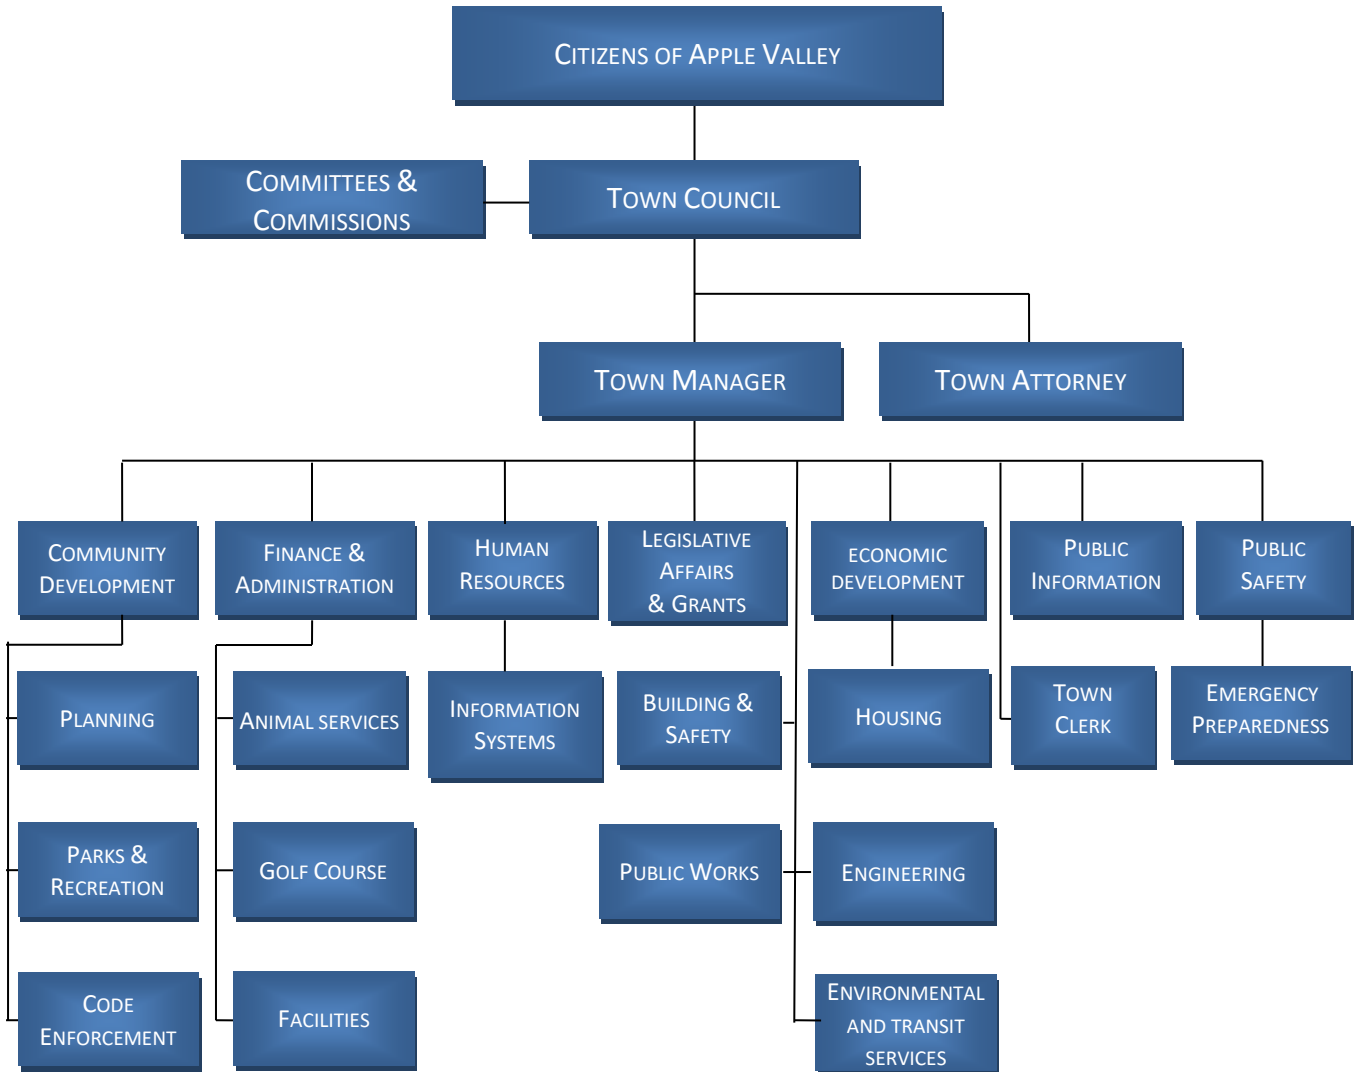 CITIZENS OF APPLE VALLEY
COMMITTEES &
COMMISSIONS
TOWN COUNCIL
TOWN MANAGER
TOWN ATTORNEY
COMMUNITY
DEVELOPMENT
FINANCE &
ADMINISTRATION
HUMAN
RESOURCES
LEGISLATIVE
AFFAIRS
& GRANTS
ECONOMIC
DEVELOPMENT
PUBLIC
INFORMATION
PUBLIC
SAFETY
PLANNING
ANIMAL SERVICES
INFORMATION
SYSTEMS
BUILDING &
SAFETY
HOUSING
TOWN
CLERK
EMERGENCY
PREPAREDNESS
PARKS &
RECREATION
GOLF COURSE
PUBLIC WORKS
ENGINEERING
CODE
ENFORCEMENT
FACILITIES
ENVIRONMENTAL
AND TRANSIT
SERVICES